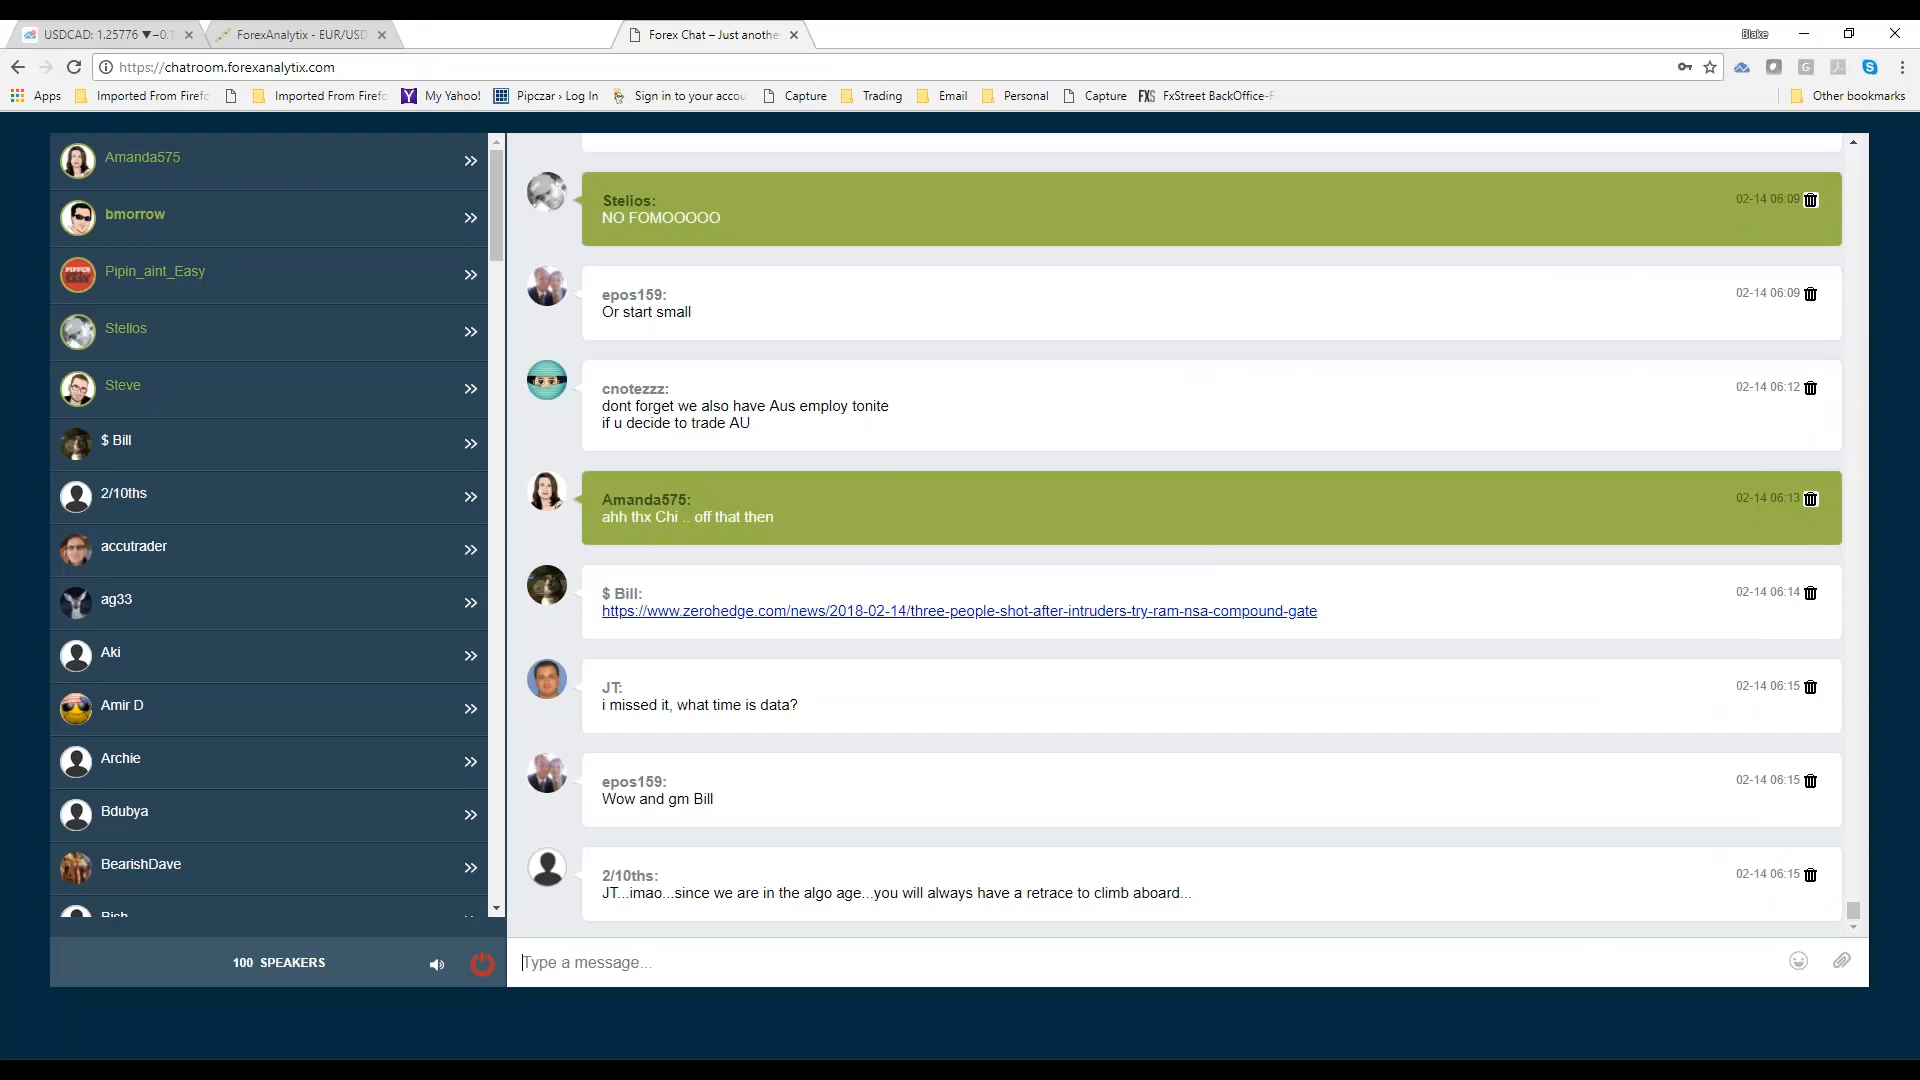 USDCAD: 1.25776 ▼−0.1
ForexAnalytix - EUR/USD
Forex Chat – Just anothe
Blake
https://chatroom.forexanalytix.com
Apps
Imported From Firefo
Imported From Firefo
My Yahoo!
Pipczar › Log In
Sign in to your accou
Capture
Trading
Email
Personal
Capture
FXS FxStreet BackOffice-F
Other bookmarks
Amanda575
bmorrow
Pipin_aint_Easy
Stelios
Steve
$ Bill
2/10ths
accutrader
ag33
Aki
Amir D
Archie
Bdubya
BearishDave
Bish
100 SPEAKERS
Stelios:
02-14 06:09
NO FOMOOOOO
epos159:
02-14 06:09
Or start small
cnotezzz:
02-14 06:12
dont forget we also have Aus employ tonite
if u decide to trade AU
Amanda575:
02-14 06:13
ahh thx Chi .. off that then
$ Bill:
02-14 06:14
https://www.zerohedge.com/news/2018-02-14/three-people-shot-after-intruders-try-ram-nsa-compound-gate
JT:
02-14 06:15
i missed it, what time is data?
epos159:
02-14 06:15
Wow and gm Bill
2/10ths:
02-14 06:15
JT...imao...since we are in the algo age...you will always have a retrace to climb aboard...
Type a message...